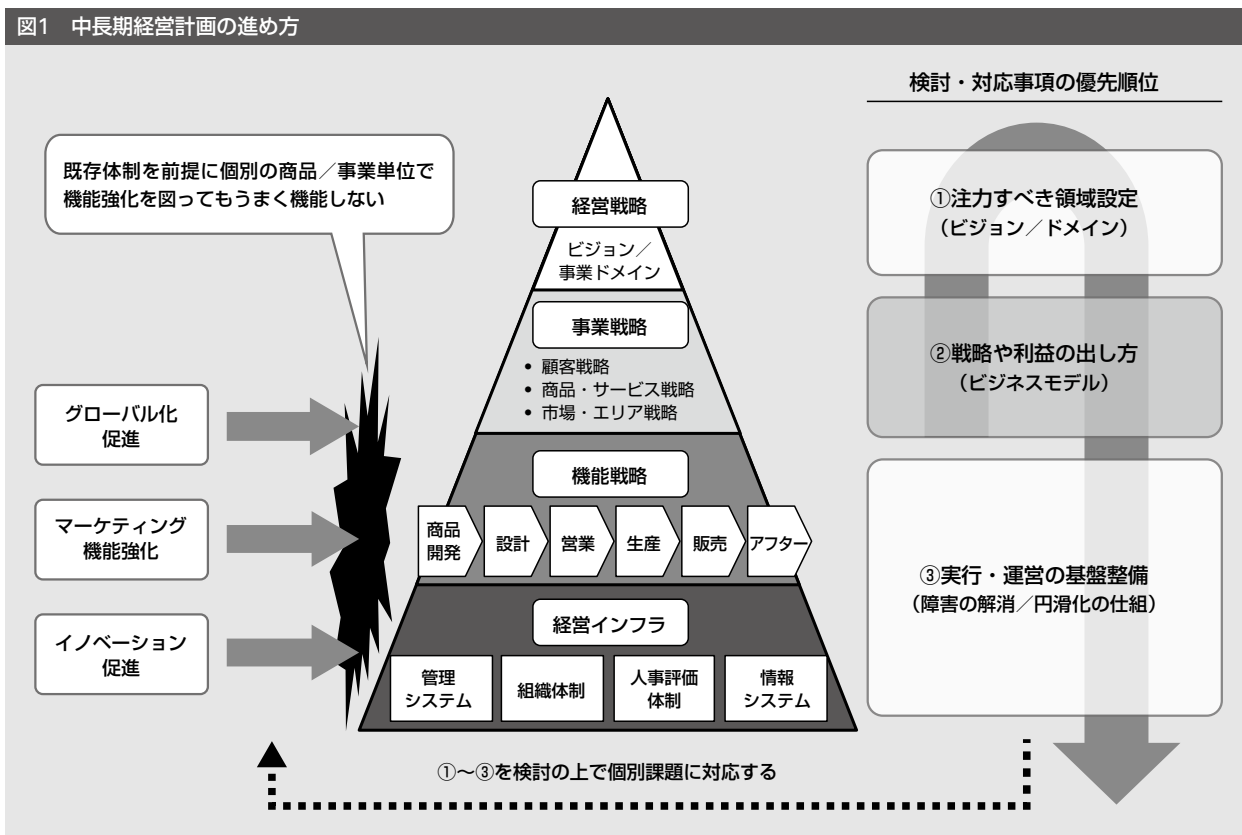 図1　中長期経営計画の進め方
既存体制を前提に個別の商品／事業単位で
機能強化を図ってもうまく機能しない
グローバル化
促進
マーケティング
機能強化
イノベーション
促進
経営戦略
ビジョン／
事業ドメイン
事業戦略
• 顧客戦略
• 商品・サービス戦略
• 市場・エリア戦略
機能戦略
商品
開発
設計
営業
生産
販売
アフター
経営インフラ
管理
システム
組織体制
人事評価
体制
情報
システム
検討・対応事項の優先順位
①注力すべき領域設定
（ビジョン／ドメイン）
②戦略や利益の出し方
（ビジネスモデル）
③実行・運営の基盤整備
（障害の解消／円滑化の仕組）
①～③を検討の上で個別課題に対応する